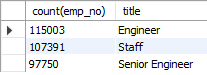 count(emp_no) title
115003 Engineer
107391 Staff
97750 Senior Engineer